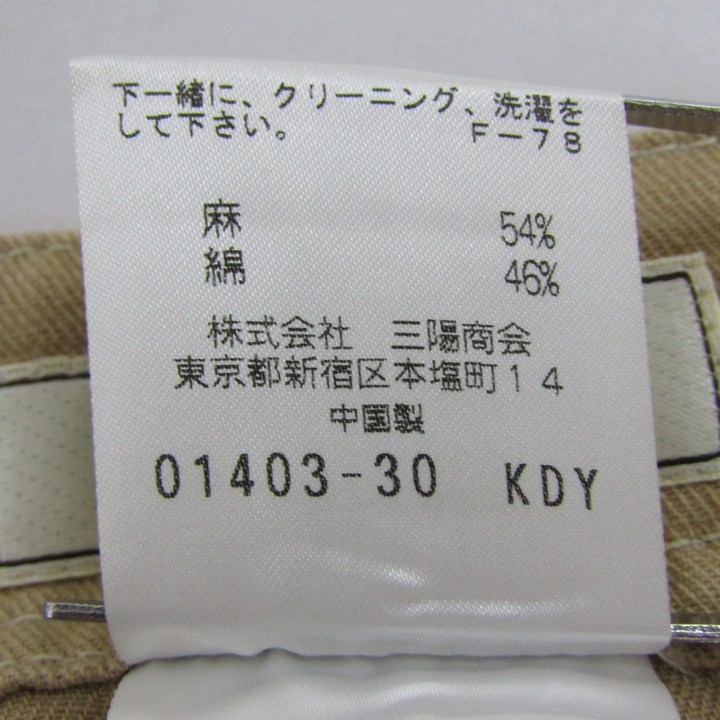 下一緒に、クリーニング、洗濯を
して下さい。 F-78
麻 54%
綿 46%
株式会社 三陽商会
東京都新宿区本塩町14
中国製
01403-30 KDY